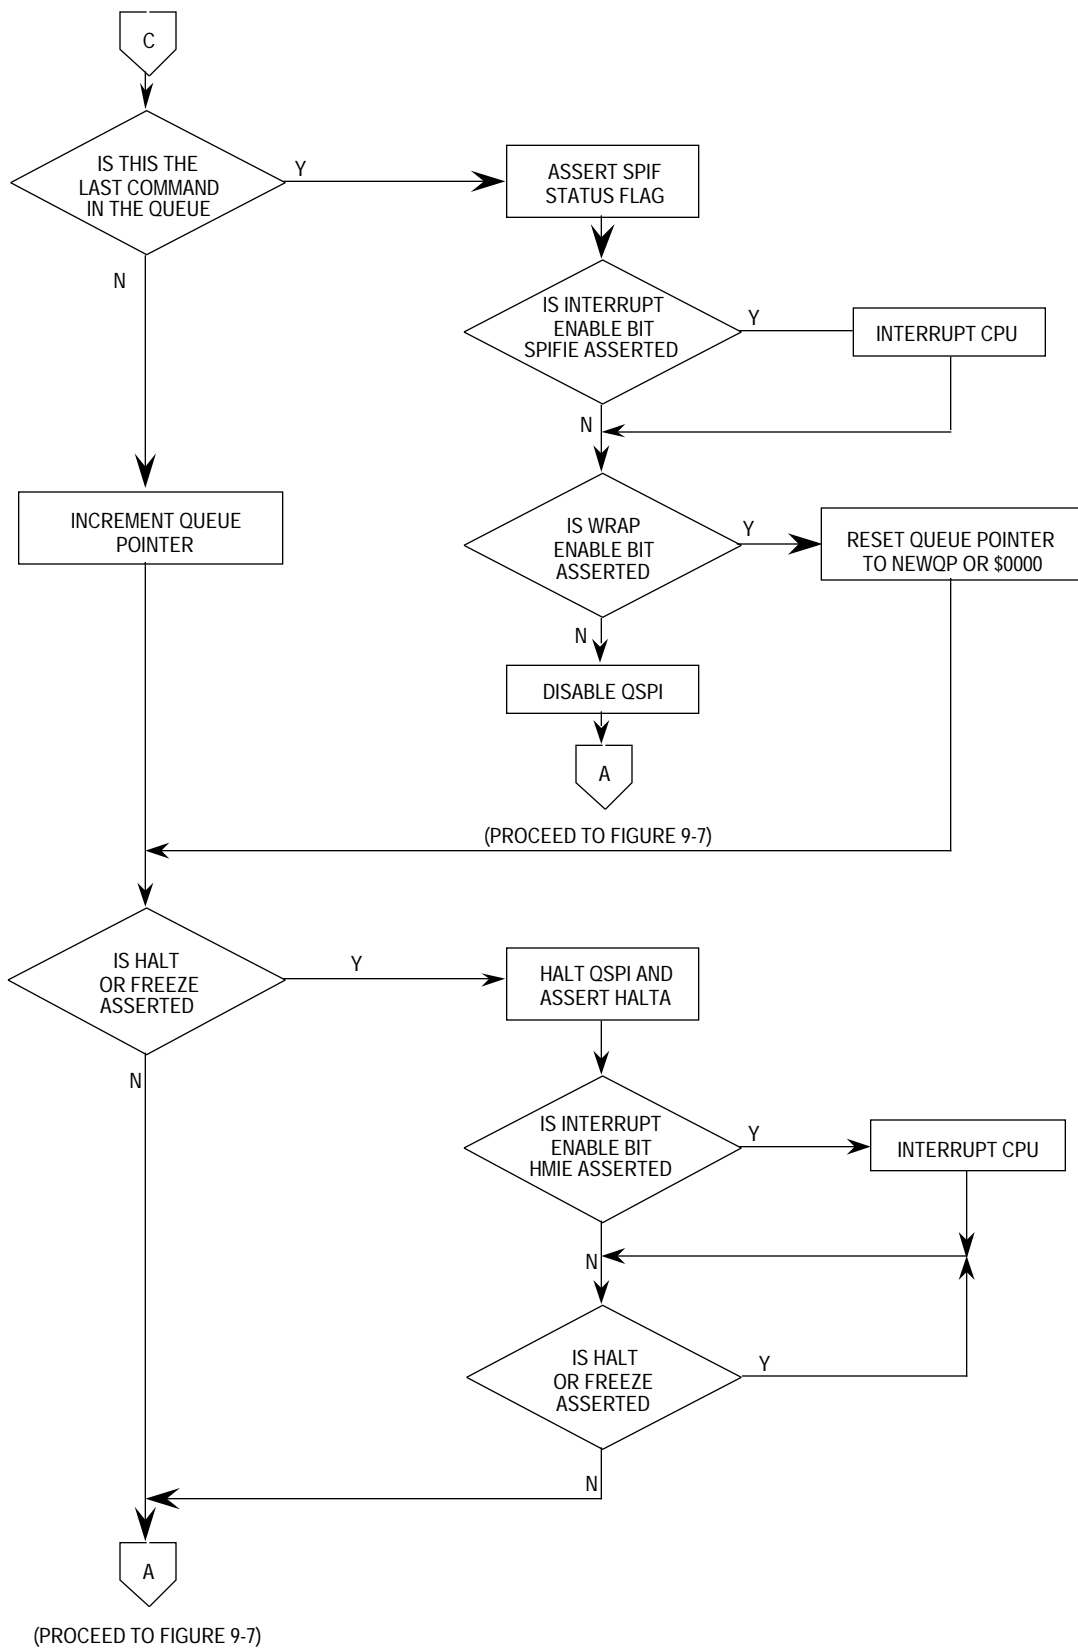 C
IS THIS THE
LAST COMMAND
IN THE QUEUE
Y
ASSERT SPIF
STATUS FLAG
N
IS INTERRUPT
ENABLE BIT
SPIFIE ASSERTED
Y
INTERRUPT CPU
N
INCREMENT QUEUE
POINTER
IS WRAP
ENABLE BIT
ASSERTED
Y
RESET QUEUE POINTER
TO NEWQP OR $0000
N
DISABLE QSPI
A
(PROCEED TO FIGURE 9-7)
IS HALT
OR FREEZE
ASSERTED
Y
HALT QSPI AND
ASSERT HALTA
N
IS INTERRUPT
ENABLE BIT
HMIE ASSERTED
Y
INTERRUPT CPU
N
IS HALT
OR FREEZE
ASSERTED
Y
N
A
(PROCEED TO FIGURE 9-7)